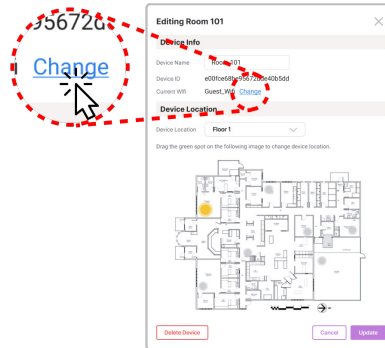 95672d
Change
Editing Room 101
Device Info
Device Name Room 101
Device ID
Current Wifi Guest_Wifi Change
Device Location
Device Location Floor 1
Drag the green spot on the following image to change device location.
Delete Device Cancel Update